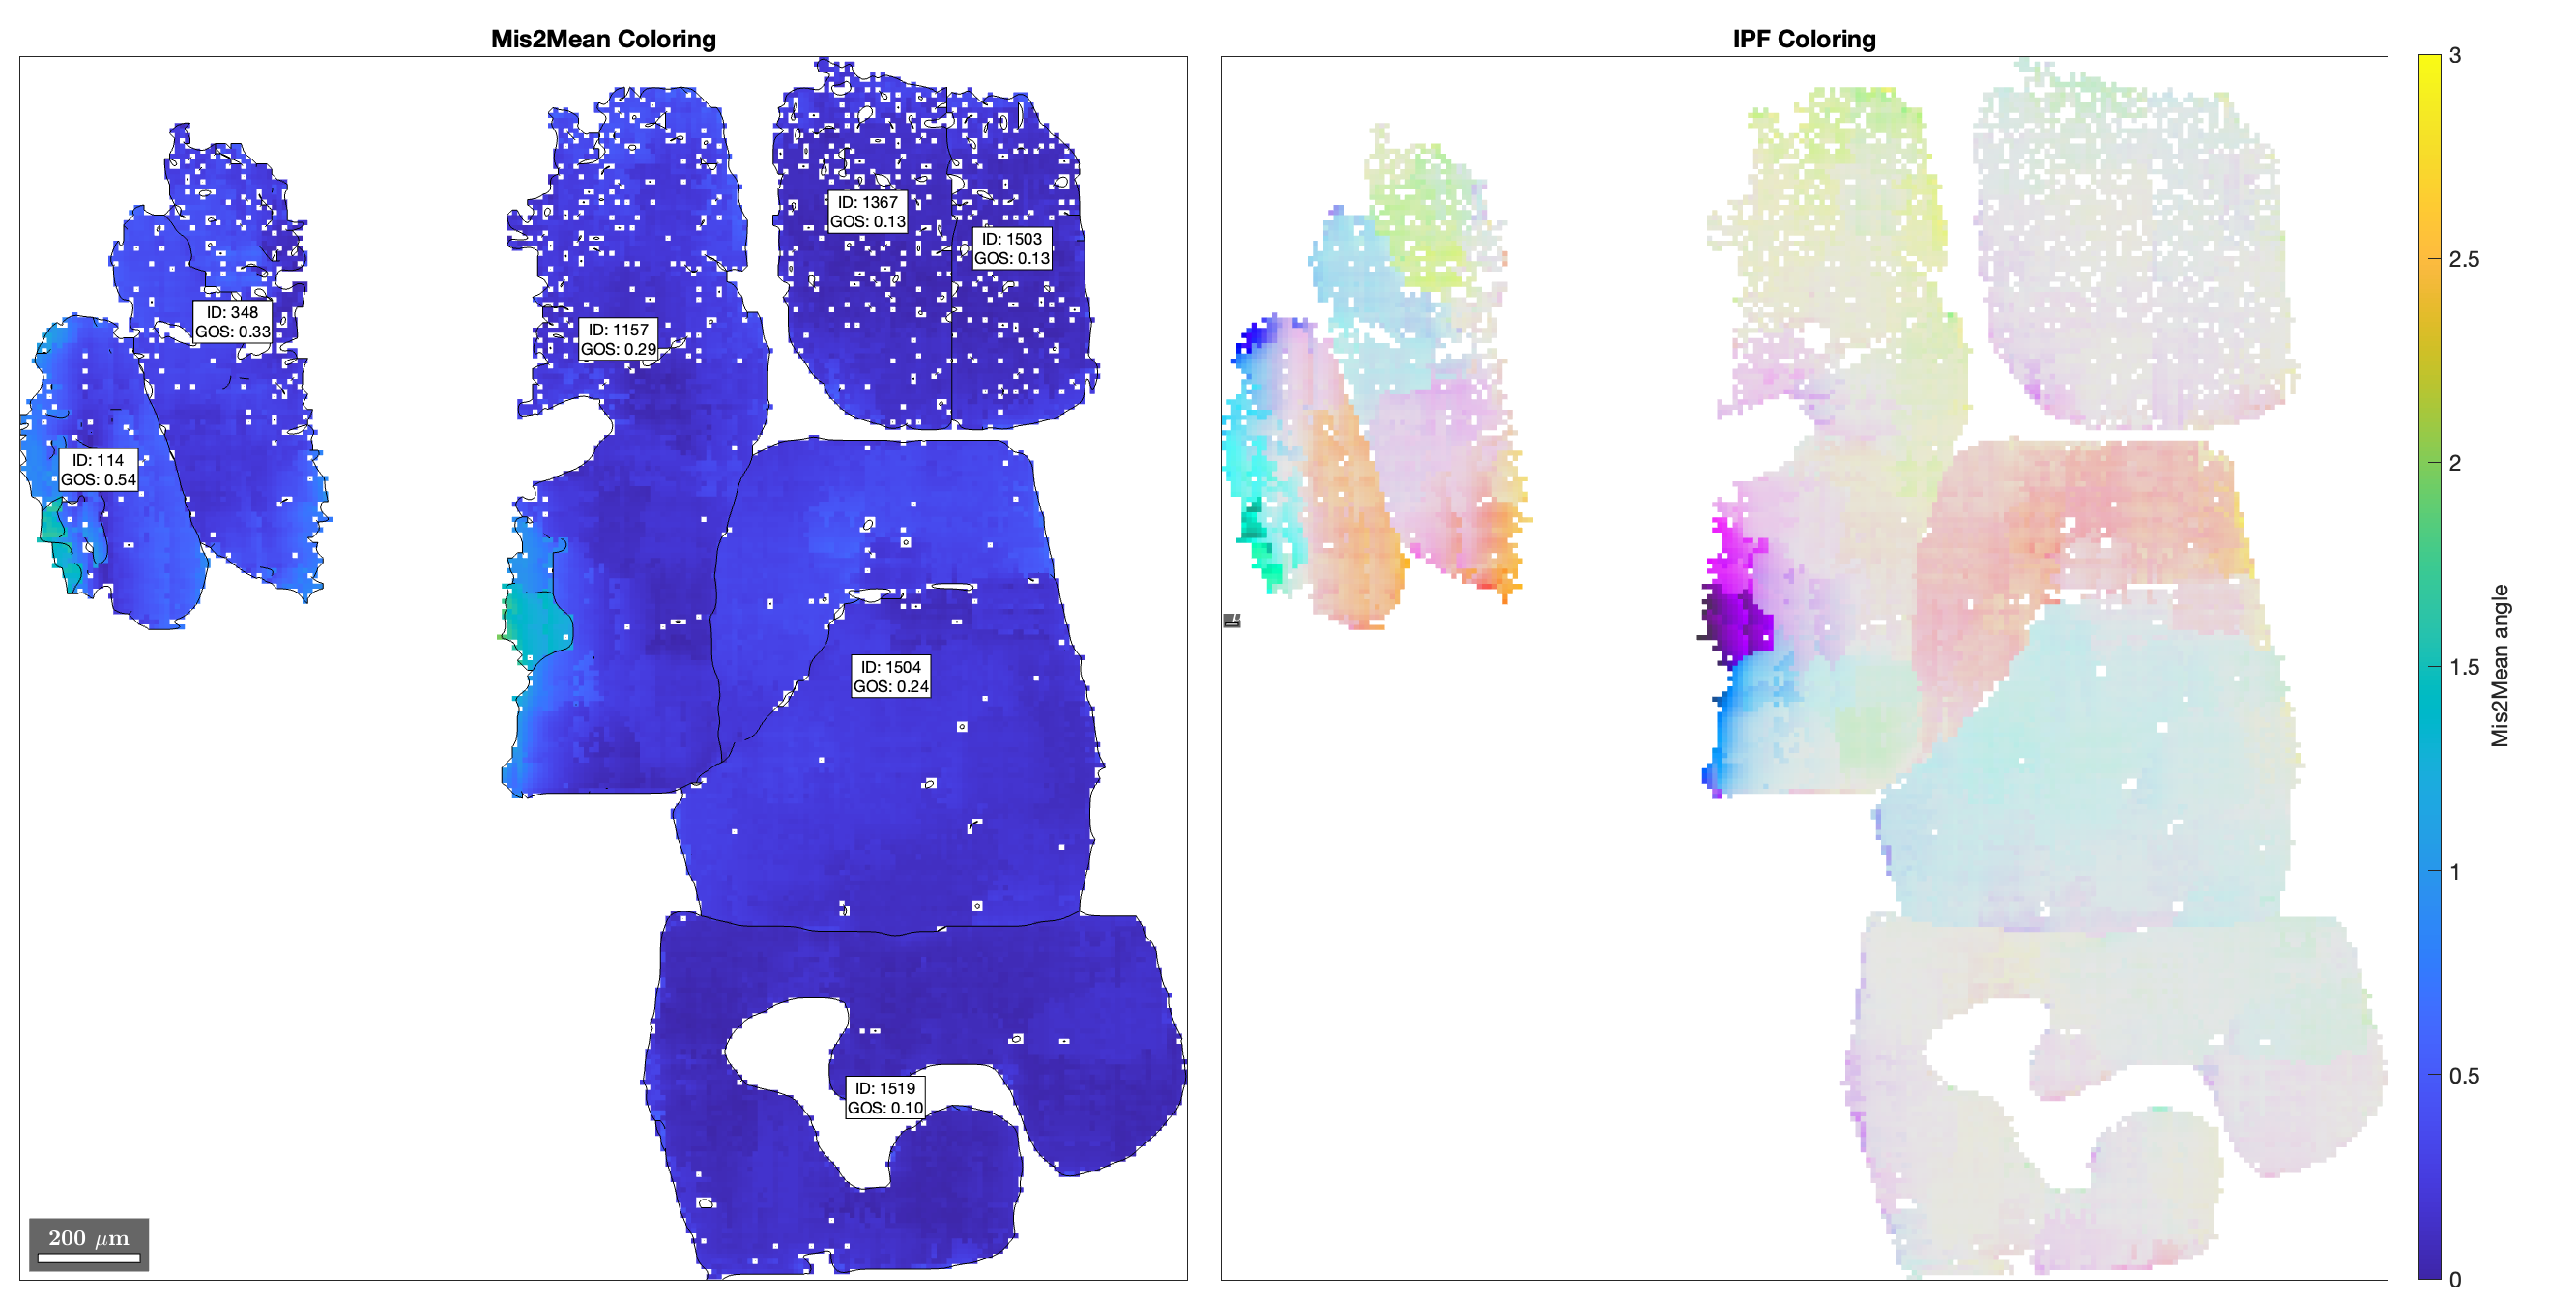 Mis2Mean Coloring
IPF Coloring
ID: 1367
GOS: 0.13
ID: 1503
GOS: 0.13
ID: 348
GOS: 0.33
ID: 1157
GOS: 0.29
ID: 114
GOS: 0.54
ID: 1504
GOS: 0.24
ID: 1519
GOS: 0.10
200 μm
3
2.5
2
1.5
1
0.5
0
Mis2Mean angle